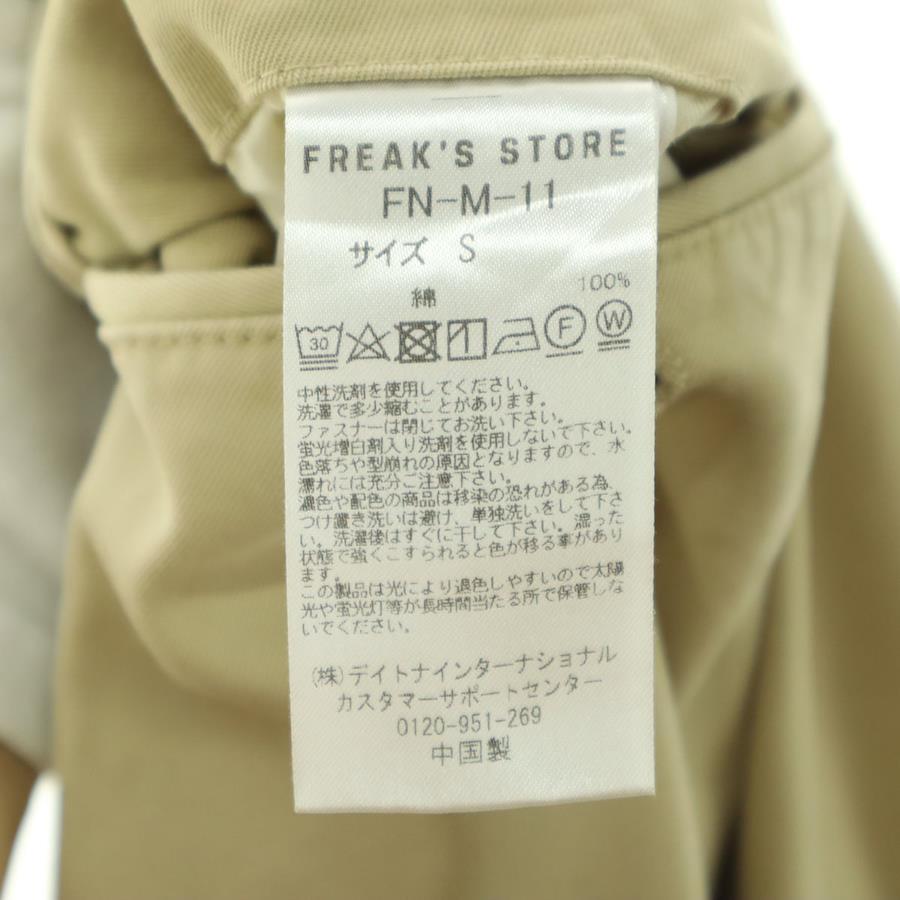 FREAK'S STORE
FN-M-11
サイズ S
綿 100%
30 F W
中性洗剤を使用してください。
洗濯で多少縮むことがあります。
ファスナーは閉じてお洗い下さい。
蛍光増白剤入り洗剤を使用しないで下さい。
色落ちや型崩れの原因となりますので、水
濡れには充分ご注意下さい。
濃色や配色の商品は移染の恐れがある為、
つけ置き洗いは避け、単独洗いをして下さ
い。洗濯後はすぐに干して下さい。湿った
状態で強くこすられると色が移る事があり
ます。
この製品は光により退色しやすいので太陽
光や蛍光灯等が長時間当たる所で保管しな
いでください。
(株)デイトナインターナショナル
カスタマーサポートセンター
0120-951-269
中国製